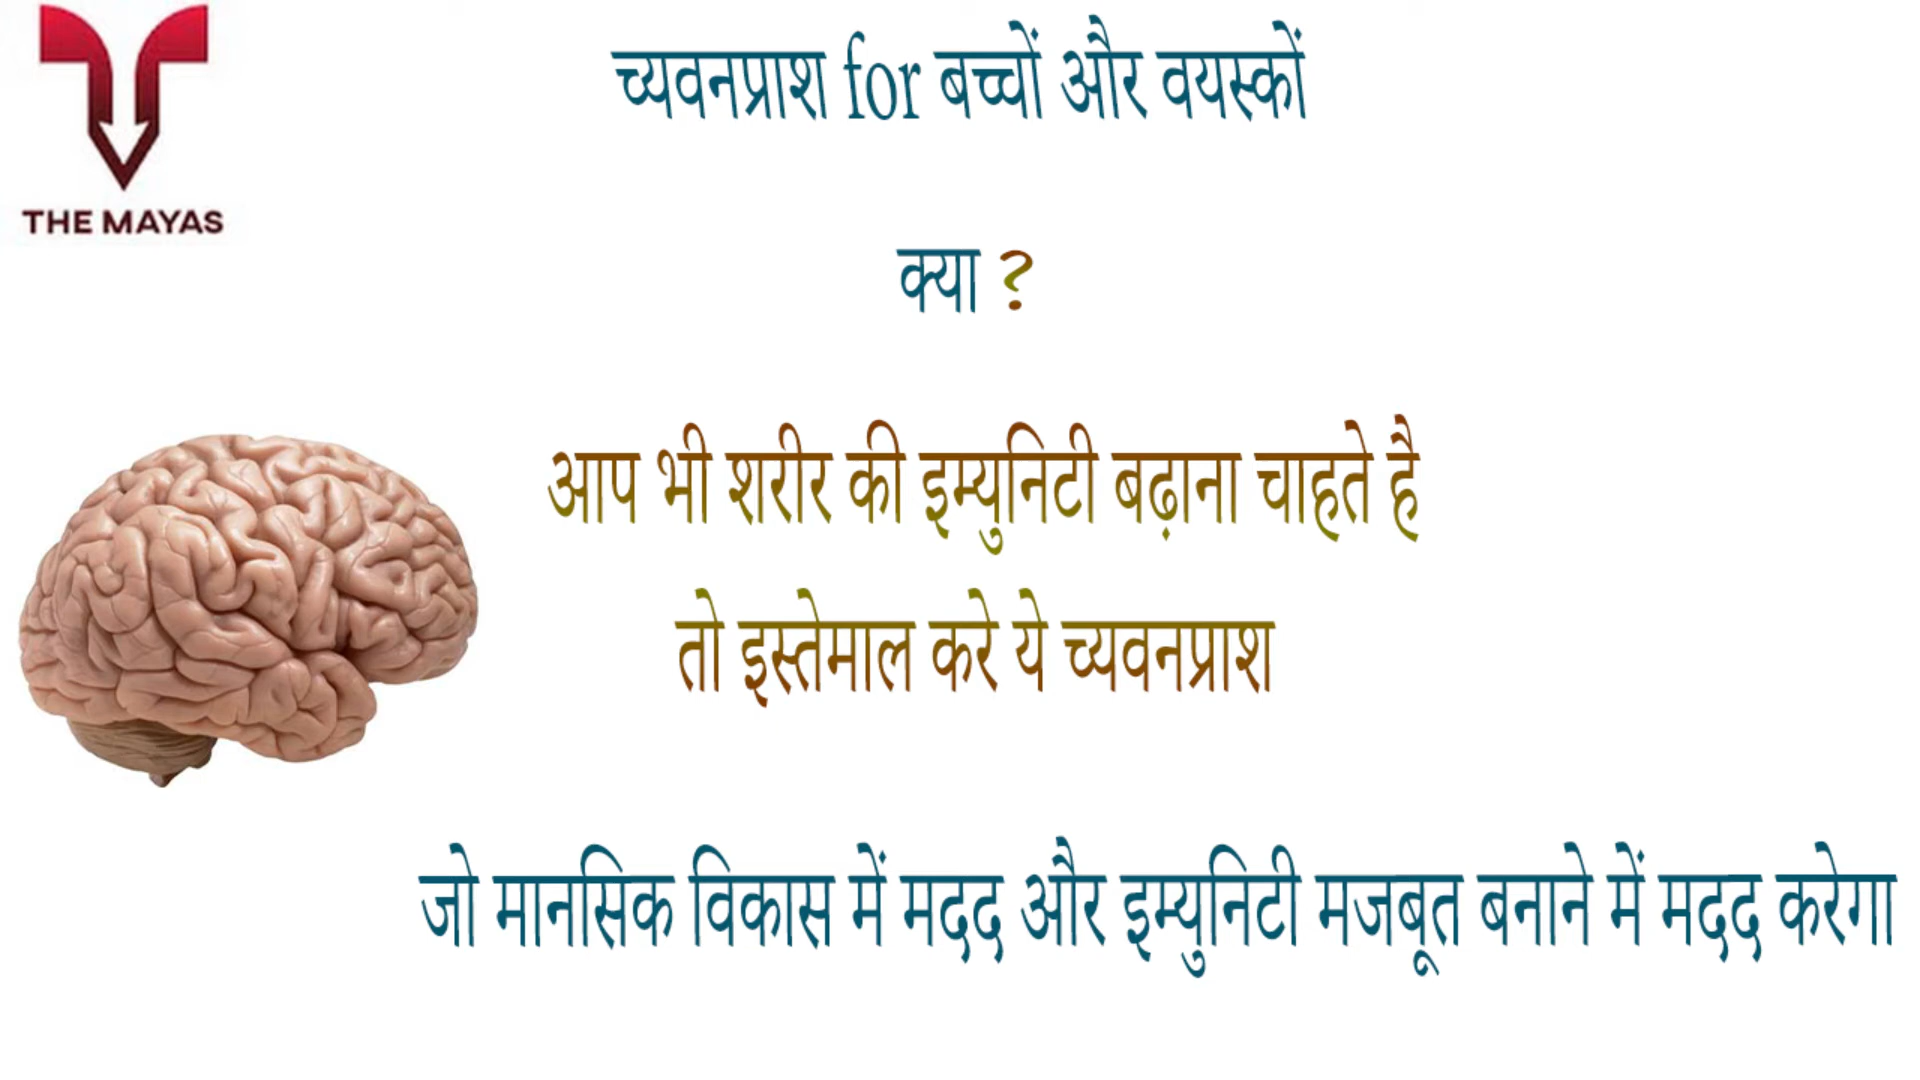 THE MAYAS
च्यवनप्राश for बच्चों और वयस्कों
क्या ?
आप भी शरीर की इम्युनिटी बढ़ाना चाहते है
तो इस्तेमाल करे ये च्यवनप्राश
जो मानसिक विकास में मदद और इम्युनिटी मजबूत बनाने में मदद करेगा